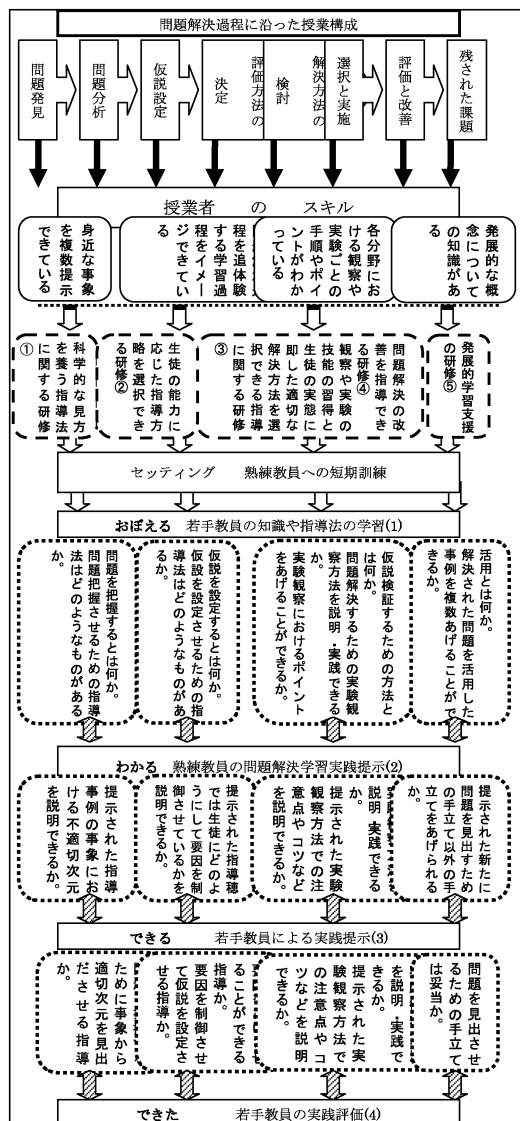 問題解決過程に沿った授業構成
問題発見
問題分析
仮説設定
評価方法の
決定
解決方法の
検討
選択と実施
評価と改善
残された課題
授業者　の　スキル
身近な事象
を複数提示
できている
程を追体験
する学習過
程をイメー
ジできてい
る
各分野にお
ける観察や
実験ごとの
手順やポイ
ントがわか
っている
発展的な概
念について
の知識があ
る
科学的な見方
を養う指導法
に関する研修
①
生徒の能力に
応じた指導方
略を選択でき
る研修②
問題解決の改
善を指導でき
る研修④
観察や実験の
技能の習得と
生徒の実態に
即した適切な
解決方法を選
択できる指導
に関する研修
③
発展的学習支援
の研修⑤
セッティング　熟練教員への短期訓練
おぼえる 若手教員の知識や指導法の学習(1)
問題を把握するとは何か。
問題把握させるための指導
法はどのようなものがある
か。
仮説を設定するとは何か。
仮設を設定させるための指
導法はどのようなものがあ
るか。
仮説検証するための方法と
は何か。
問題解決するための実験観
察方法を説明・実践できる
か。
実験観察におけるポイント
をあげることができるか。
活用とは何か。
解決された問題を活用した
事例を複数あげることがで
きるか。
わかる 熟練教員の問題解決学習実践提示(2)
提示された指導
事例の事象にお
ける不適切次元
を説明できるか。
提示された指導穂
では生徒にどのよ
うにして要因を制
御させているかを
説明できるか。
説明・実践できる
か。
提示された実験
観察方法での注
意点やコツなど
を説明できるか。
提示された新たに
問題を見出すため
の手立て以外の手
立てをあげられる
か。
できる　若手教員による実践提示(3)
ために事象から
適切次元を見出
ださせる指導
か。
ることができる
指導か。
要因を制御させ
て仮説を設定さ
せる指導か。
を説明・実践で
きるか。
提示された実
験観察方法で
の注意点やコ
ツなどを説明
できるか。
問題を見出させ
るための手立て
は妥当か。
できた　若手教員の実践評価(4)